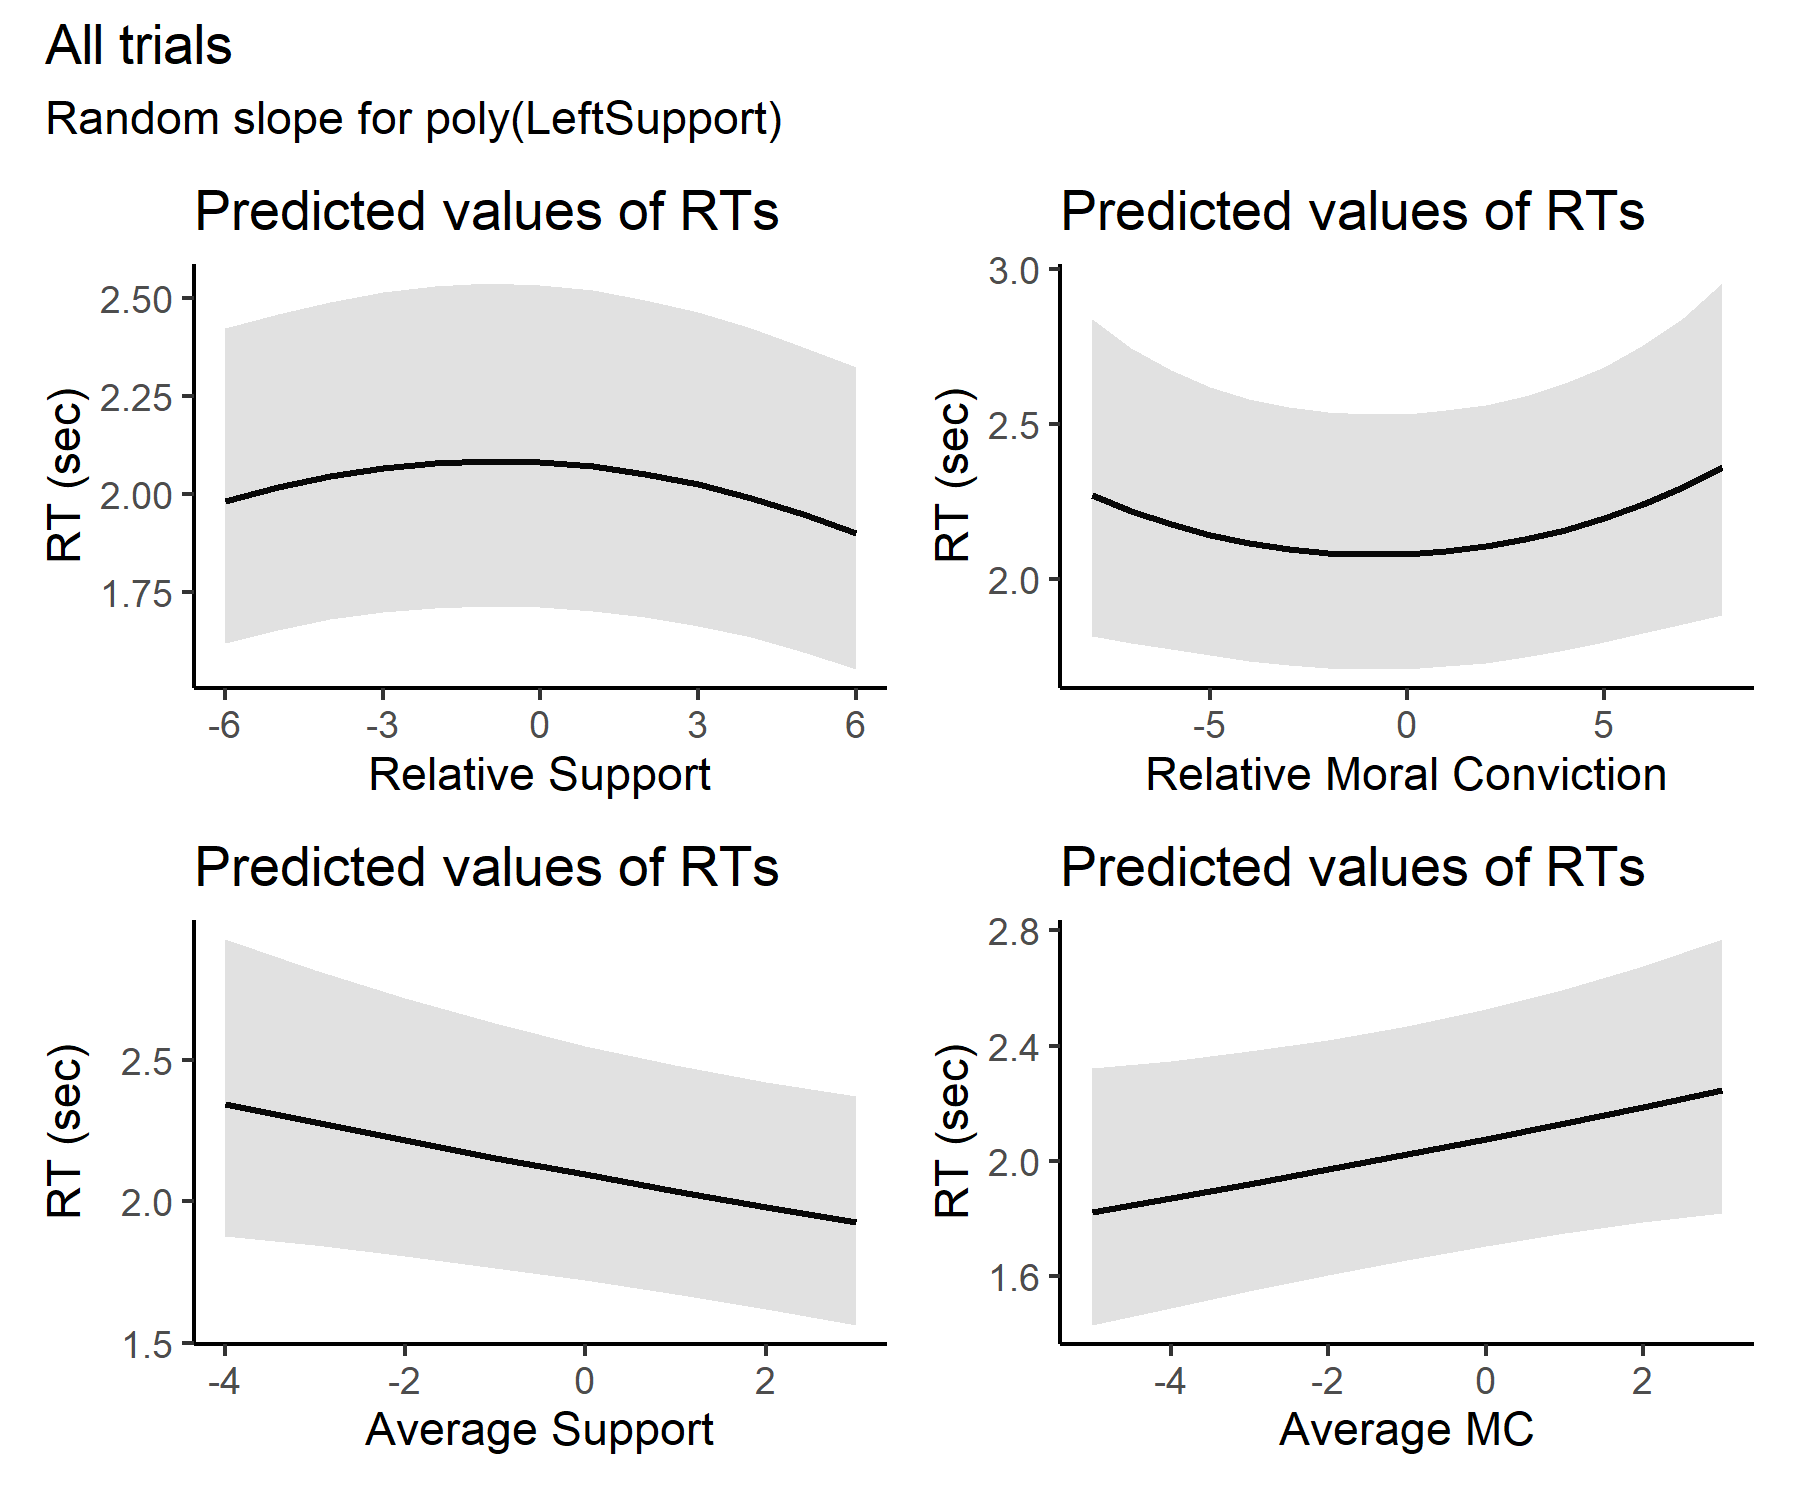 All trials
Random slope for poly(LeftSupport)
Predicted values of RTs
RT (sec)
2.50
2.25
2.00
1.75
-6 -3 0 3 6
Relative Support
Predicted values of RTs
RT (sec)
3.0
2.5
2.0
-5 0 5
Relative Moral Conviction
Predicted values of RTs
RT (sec)
2.5
2.0
1.5
-4 -2 0 2
Average Support
Predicted values of RTs
RT (sec)
2.8
2.4
2.0
1.6
-4 -2 0 2
Average MC